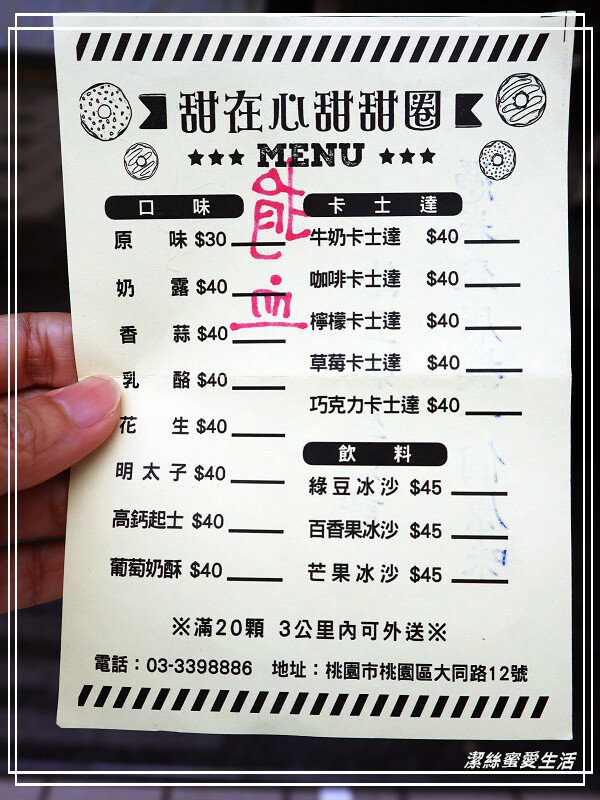 甜在心甜甜圈
★★★ MENU ★★★
口味
原味 $30
奶露 $40
香蒜 $40
乳酪 $40
花生 $40
明太子 $40
高鈣起士 $40
葡萄奶酥 $40
卡士達
牛奶卡士達 $40
咖啡卡士達 $40
檸檬卡士達 $40
草莓卡士達 $40
巧克力卡士達 $40
飲料
綠豆冰沙 $45
百香果冰沙 $45
芒果冰沙 $45
※滿20顆 3公里內可外送※
電話：03-3398886 地址：桃園市桃園區大同路12號
潔絲蜜愛生活